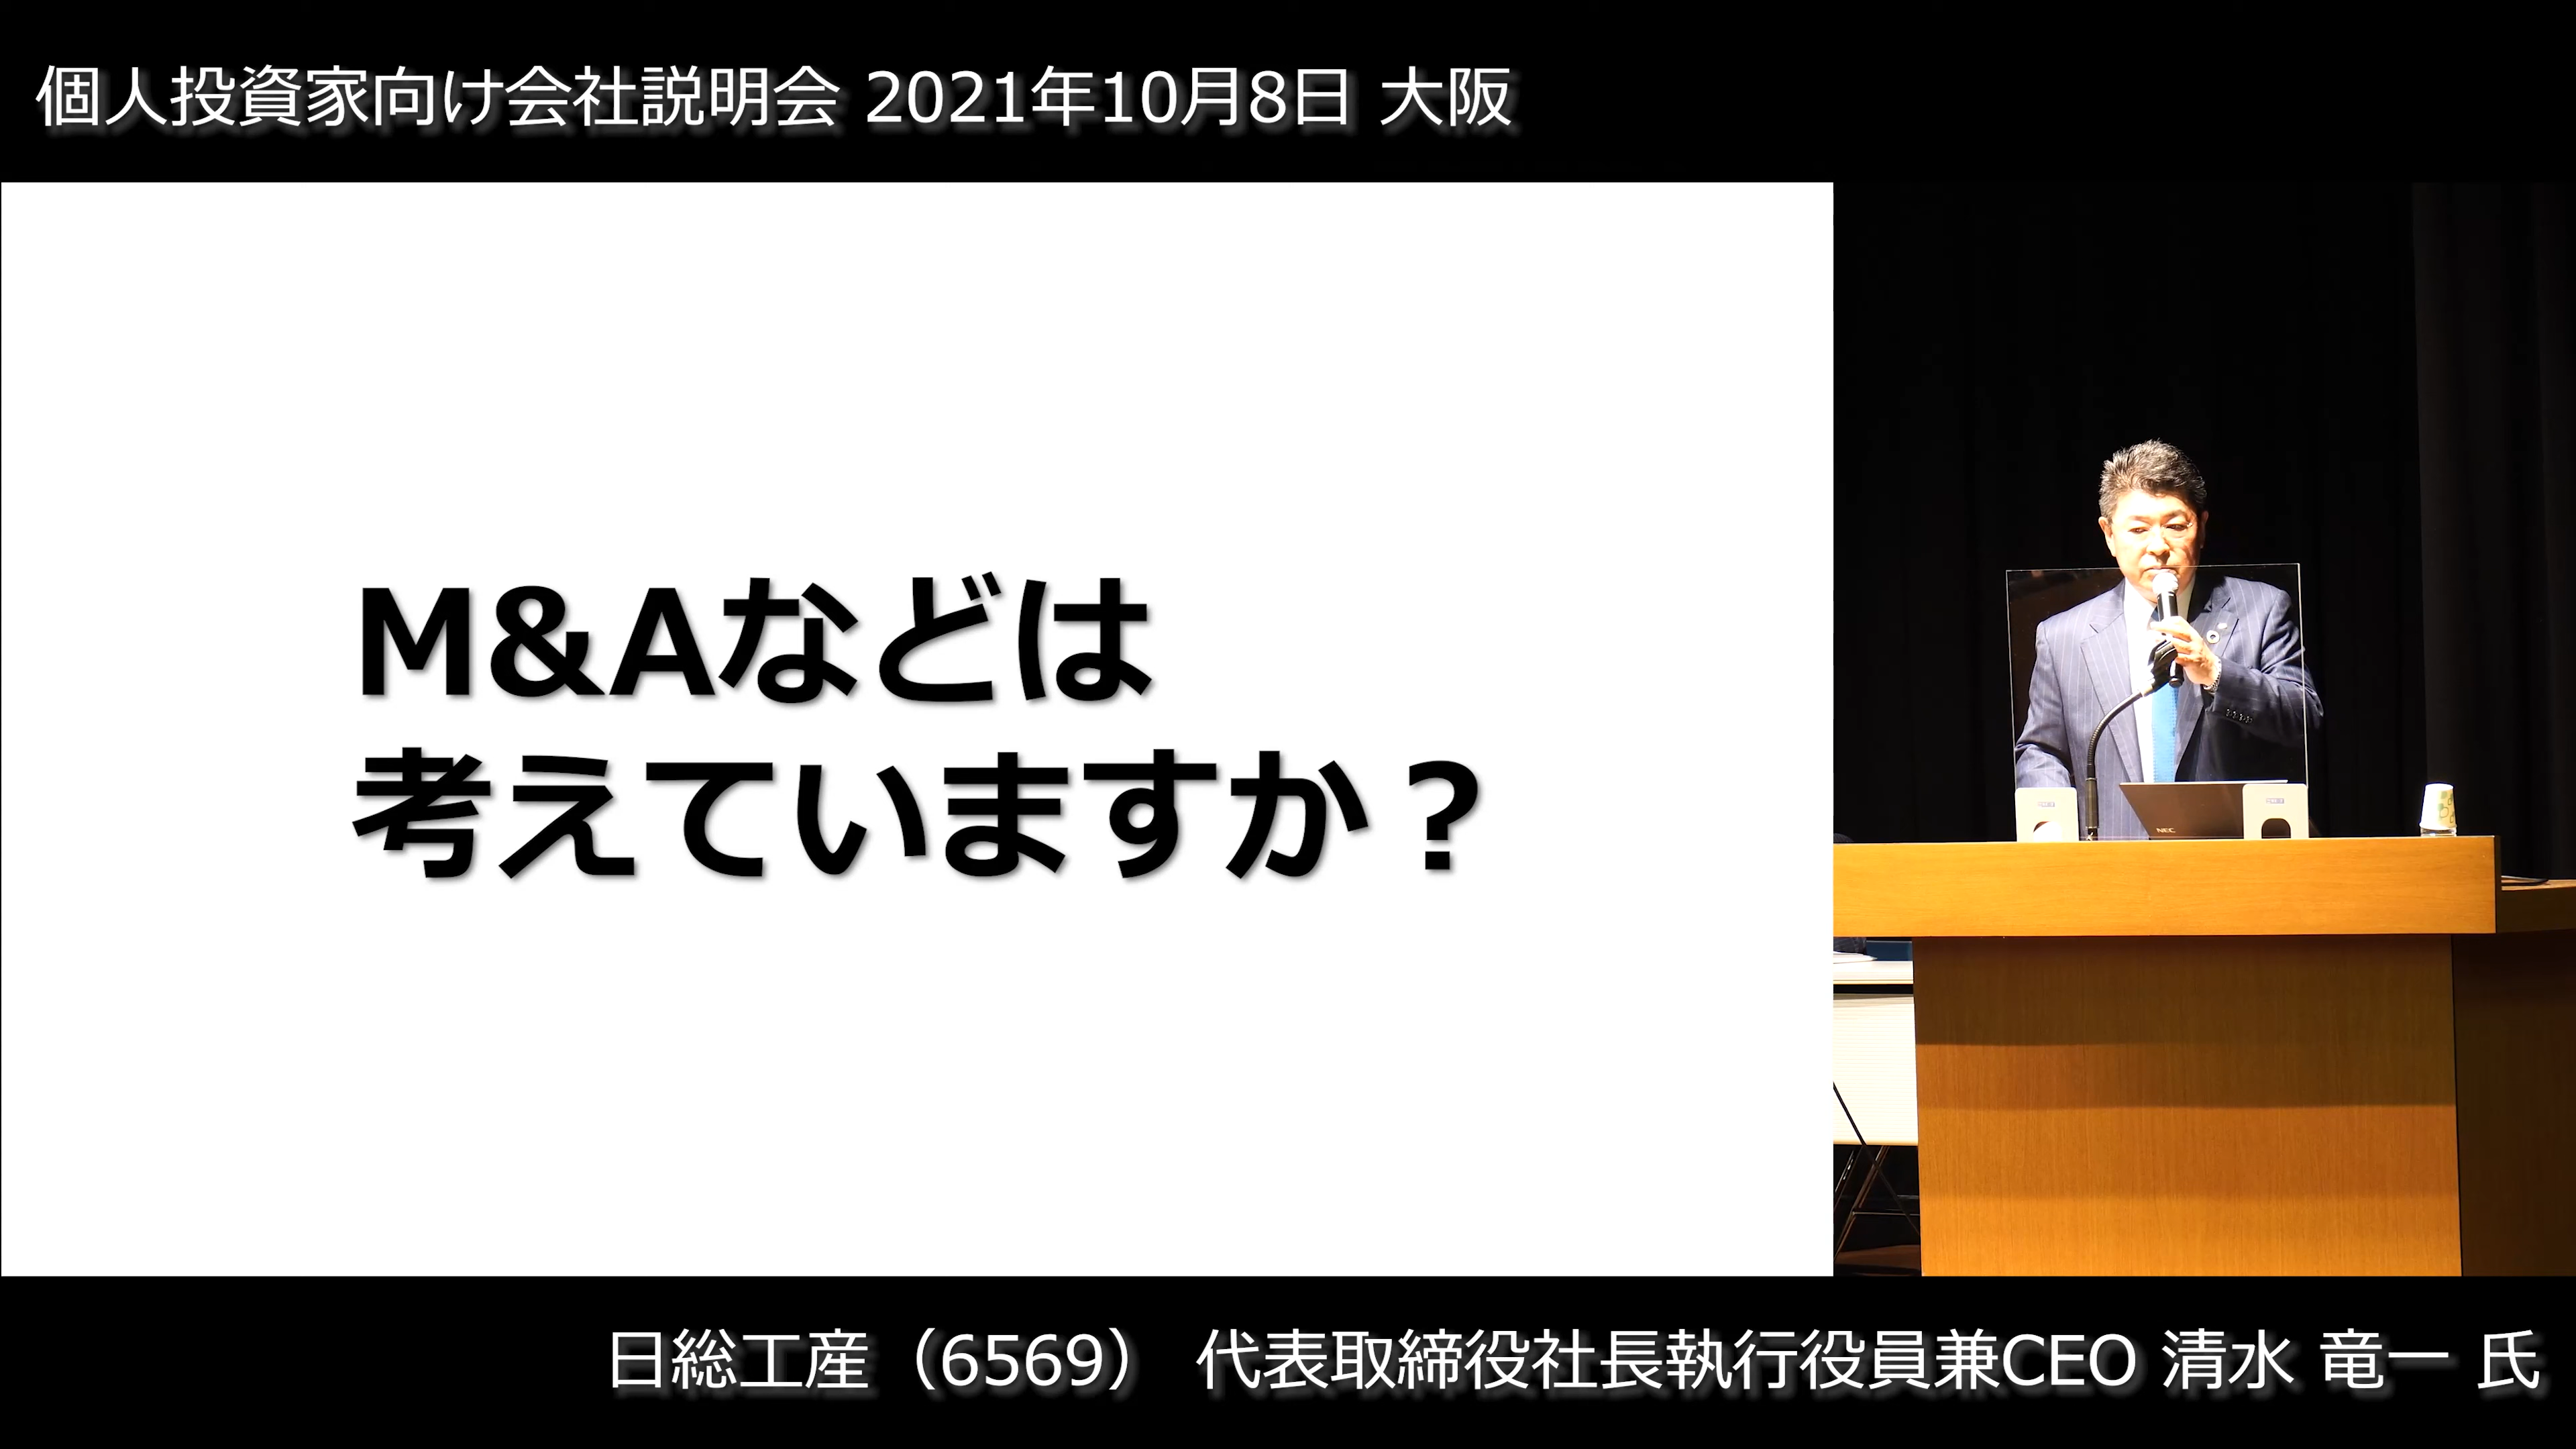 個人投資家向け会社説明会 2021年10月8日 大阪
M&Aなどは
考えていますか？
NEC
日総工産（6569） 代表取締役社長執行役員兼CEO 清水 竜一 氏